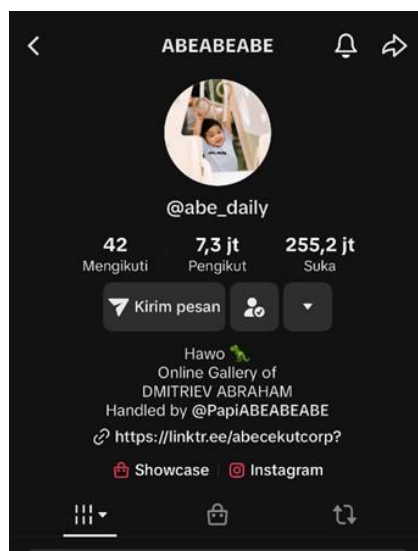 ABEABEABE
@abe_daily
42 7,3 jt 255,2 jt
Mengikuti Pengikut Suka
Kirim pesan
Hawo 🦖
Online Gallery of
DMITRIEV ABRAHAM
Handled by @PapiABEABEABE
https://linktr.ee/abecekutcorp?
Showcase Instagram